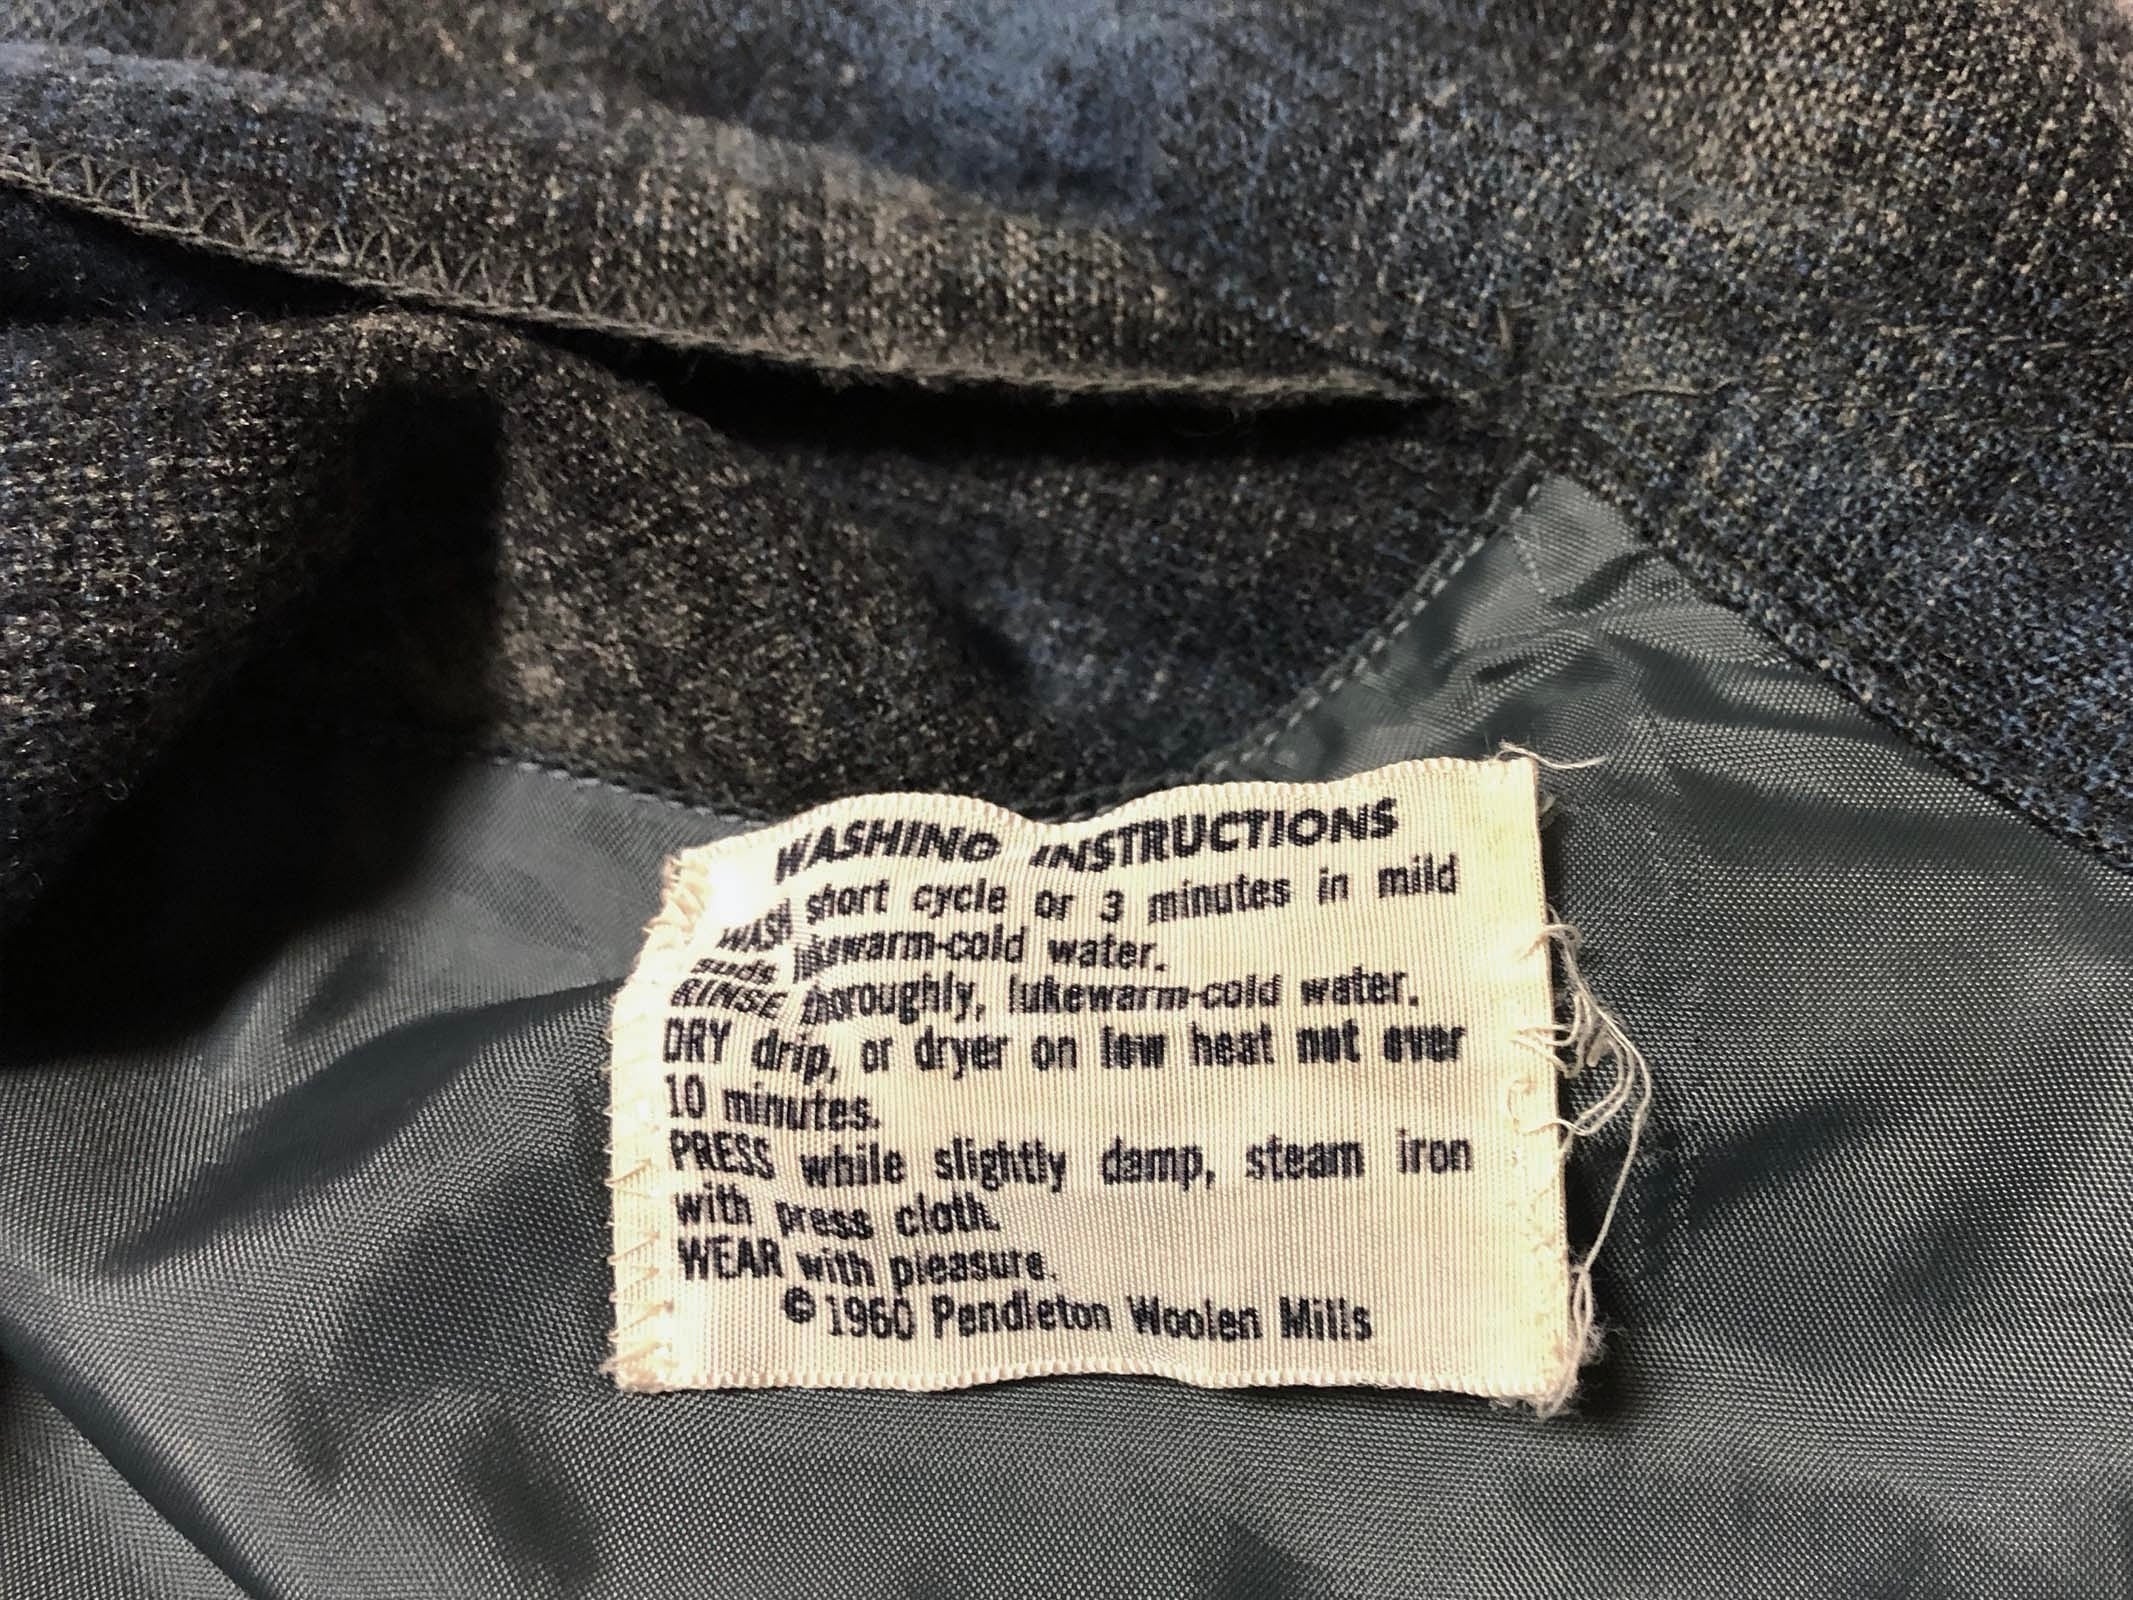 WASHING INSTRUCTIONS
WASH short cycle or 3 minutes in mild
suds, lukewarm-cold water.
RINSE thoroughly, lukewarm-cold water.
DRY drip, or dryer on low heat not over
10 minutes.
PRESS while slightly damp, steam iron
with press cloth.
WEAR with pleasure.
© 1960 Pendleton Woolen Mills